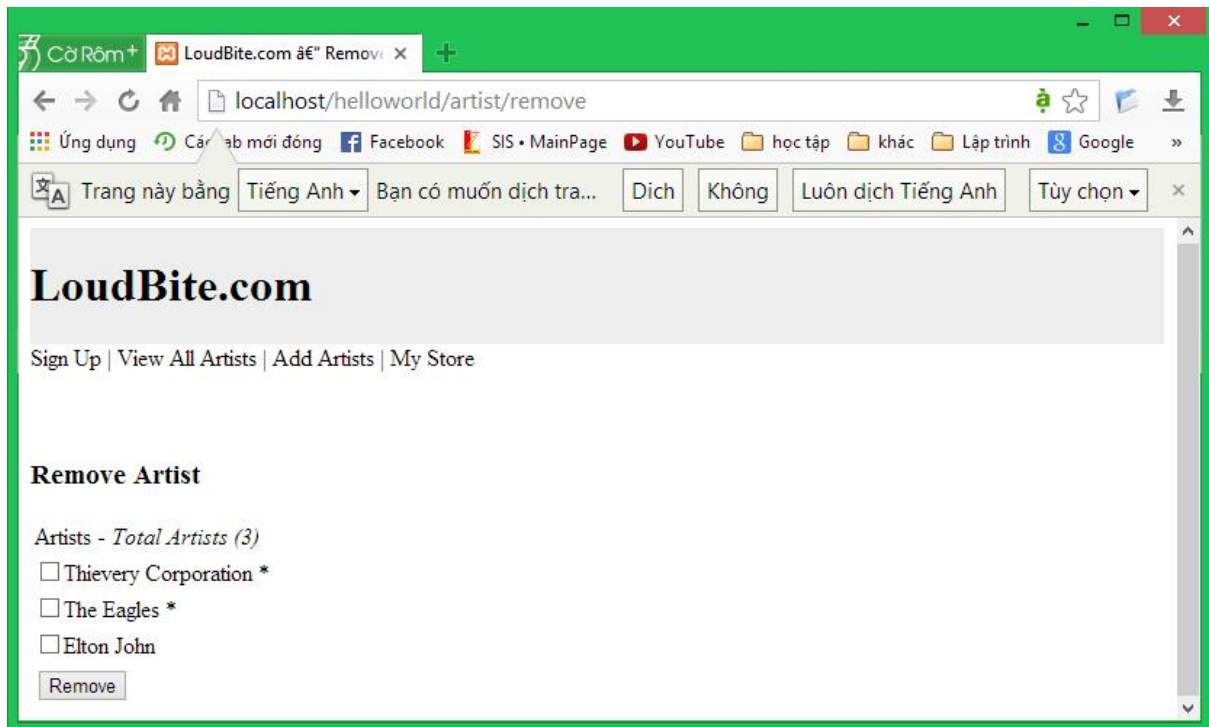 Cờ Rôm+ LoudBite.com â€“ Remov
localhost/helloworld/artist/remove
Ứng dụng Các tab mới đóng Facebook SIS • MainPage YouTube học tập khác Lập trình Google »
Trang này bằng Tiếng Anh Bạn có muốn dịch tra... Dich Không Luôn dịch Tiếng Anh Tùy chọn
LoudBite.com
Sign Up | View All Artists | Add Artists | My Store
Remove Artist
Artists - Total Artists (3)
Thievery Corporation *
The Eagles *
Elton John
Remove